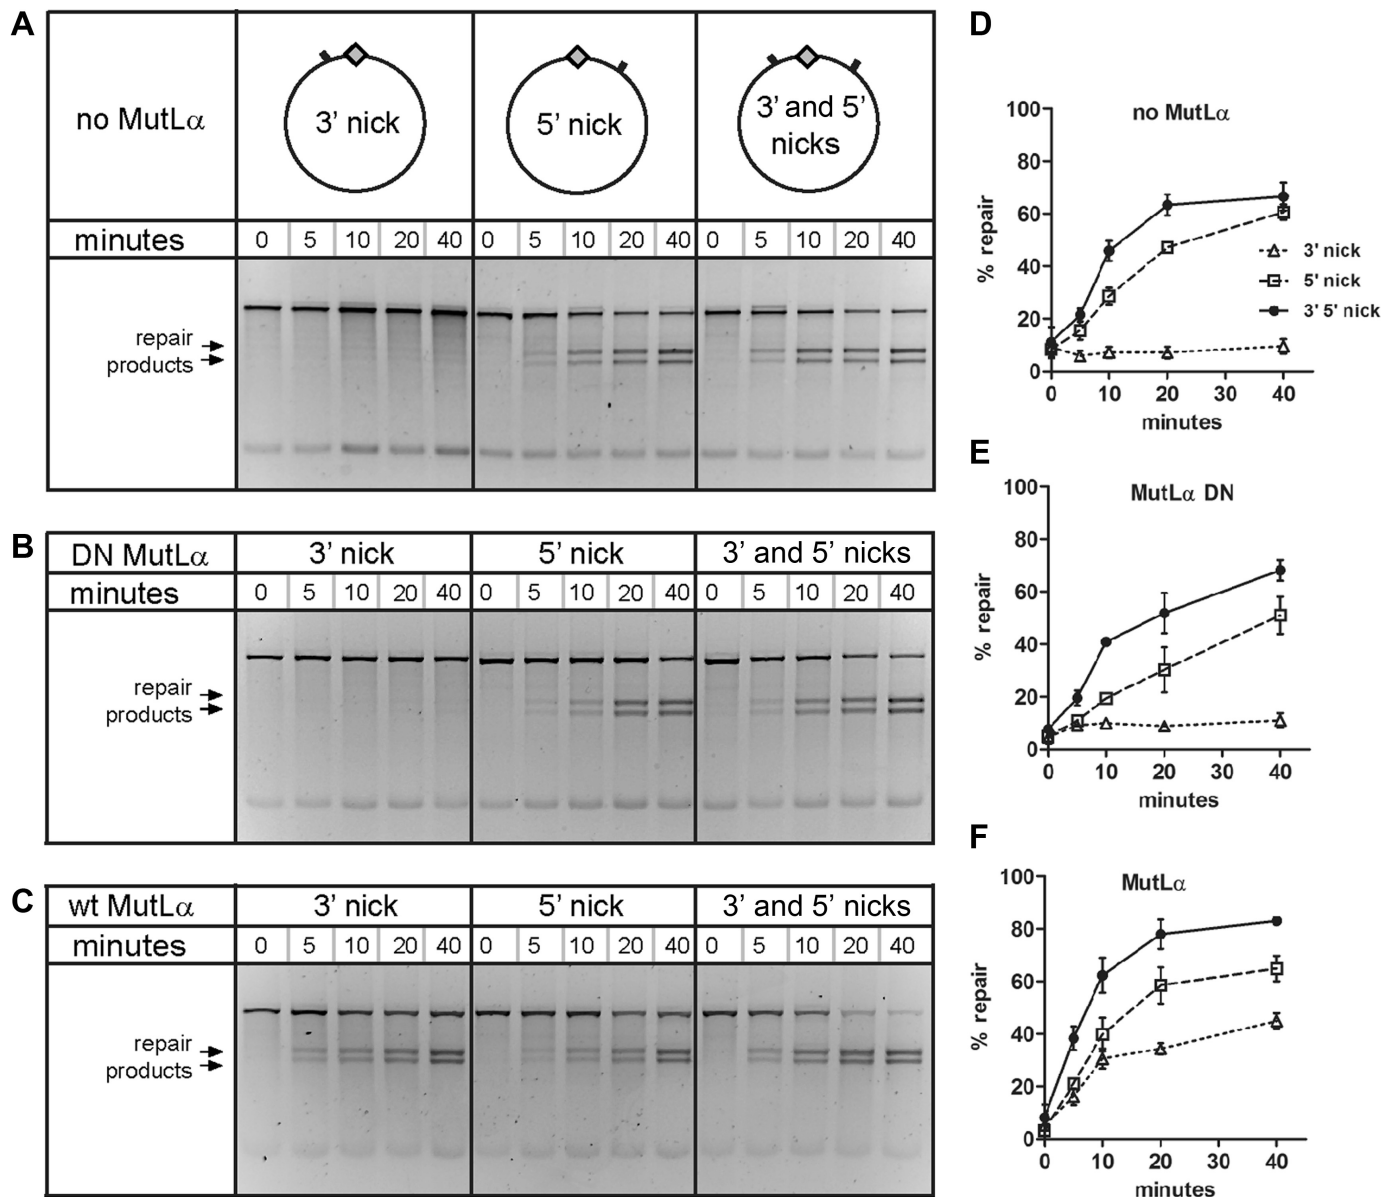 A
no MutLα
3’ nick
5’ nick
3’ and 5’
nicks
minutes
0 5 10 20 40 0 5 10 20 40 0 5 10 20 40
repair
products
B
DN MutLα 3’ nick 5’ nick 3’ and 5’ nicks
minutes 0 5 10 20 40 0 5 10 20 40 0 5 10 20 40
repair
products
C
wt MutLα 3’ nick 5’ nick 3’ and 5’ nicks
minutes 0 5 10 20 40 0 5 10 20 40 0 5 10 20 40
repair
products
D
no MutLα
% repair
100
80
60
40
20
0
0 10 20 30 40
minutes
3' nick
5' nick
3' 5' nick
E
MutLα DN
% repair
100
80
60
40
20
0
0 10 20 30 40
minutes
F
MutLα
% repair
100
80
60
40
20
0
0 10 20 30 40
minutes